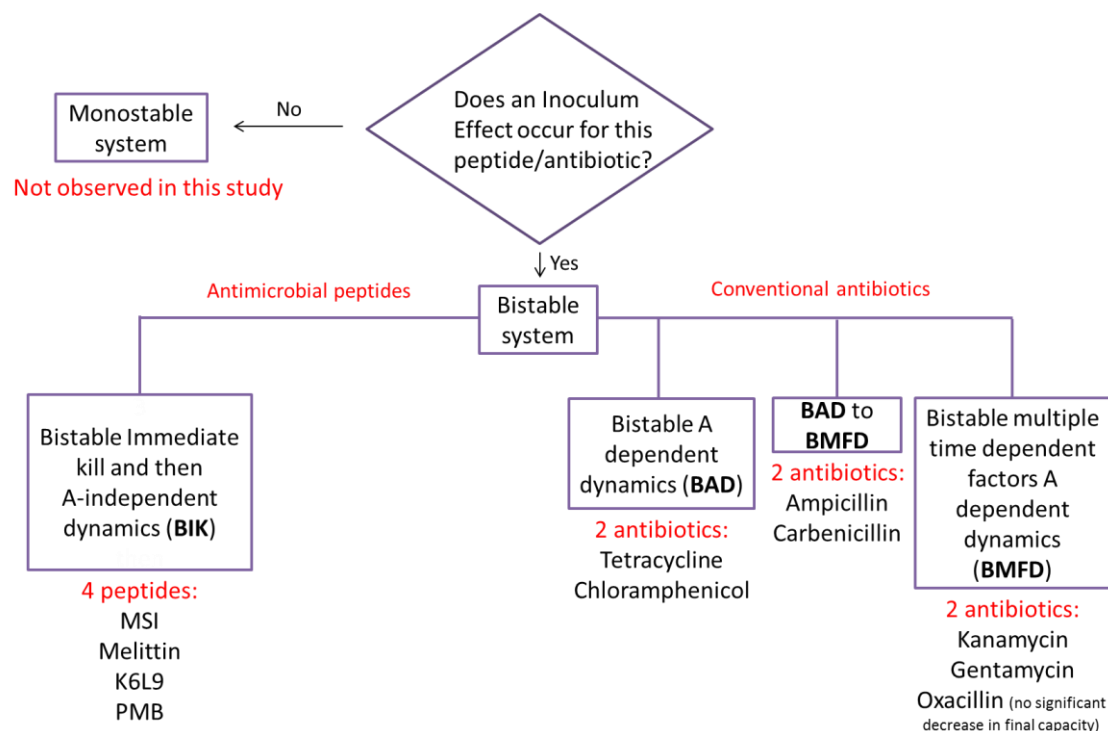 Does an Inoculum
Effect occur for this
peptide/antibiotic?
No
Monostable
system
Not observed in this study
Yes
Antimicrobial peptides
Bistable
system
Conventional antibiotics
Bistable Immediate
kill and then
A-independent
dynamics (BIK)
4 peptides:
MSI
Melittin
K6L9
PMB
Bistable A
dependent
dynamics (BAD)
2 antibiotics:
Tetracycline
Chloramphenicol
BAD to
BMFD
2 antibiotics:
Ampicillin
Carbenicillin
Bistable multiple
time dependent
factors A
dependent
dynamics
(BMFD)
2 antibiotics:
Kanamycin
Gentamycin
Oxacillin (no significant
decrease in final capacity)